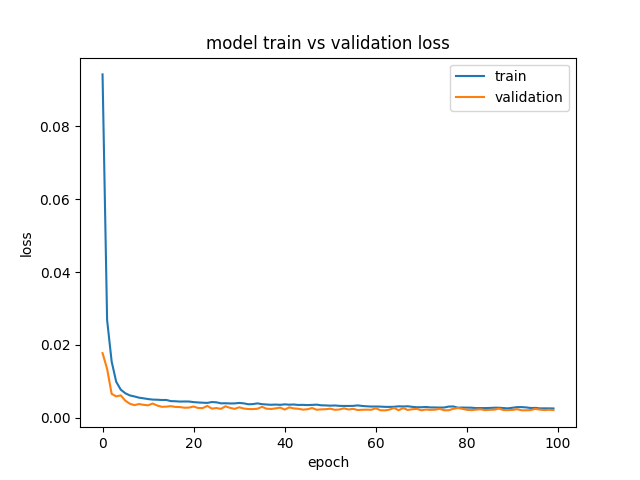 model train vs validation loss
train
validation
0.08
0.06
0.04
0.02
0.00
loss
0 20 40 60 80 100
epoch